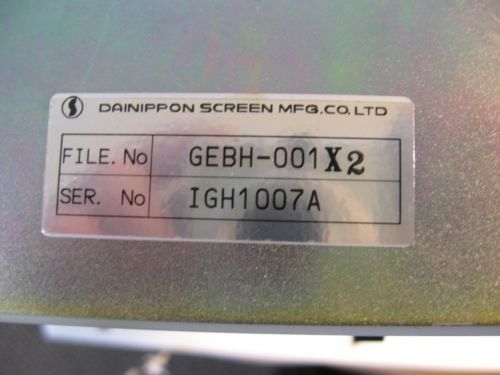 DAINIPPON SCREEN MFG.CO.LTD
FILE. No GEBH-001X2
SER. No IGH1007A